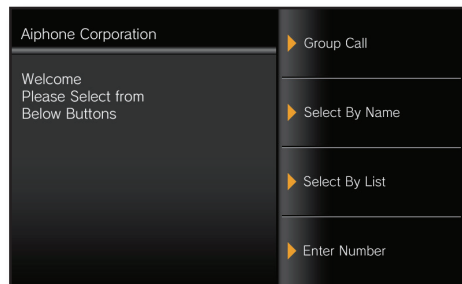 Aiphone Corporation
Welcome
Please Select from
Below Buttons
Group Call
Select By Name
Select By List
Enter Number